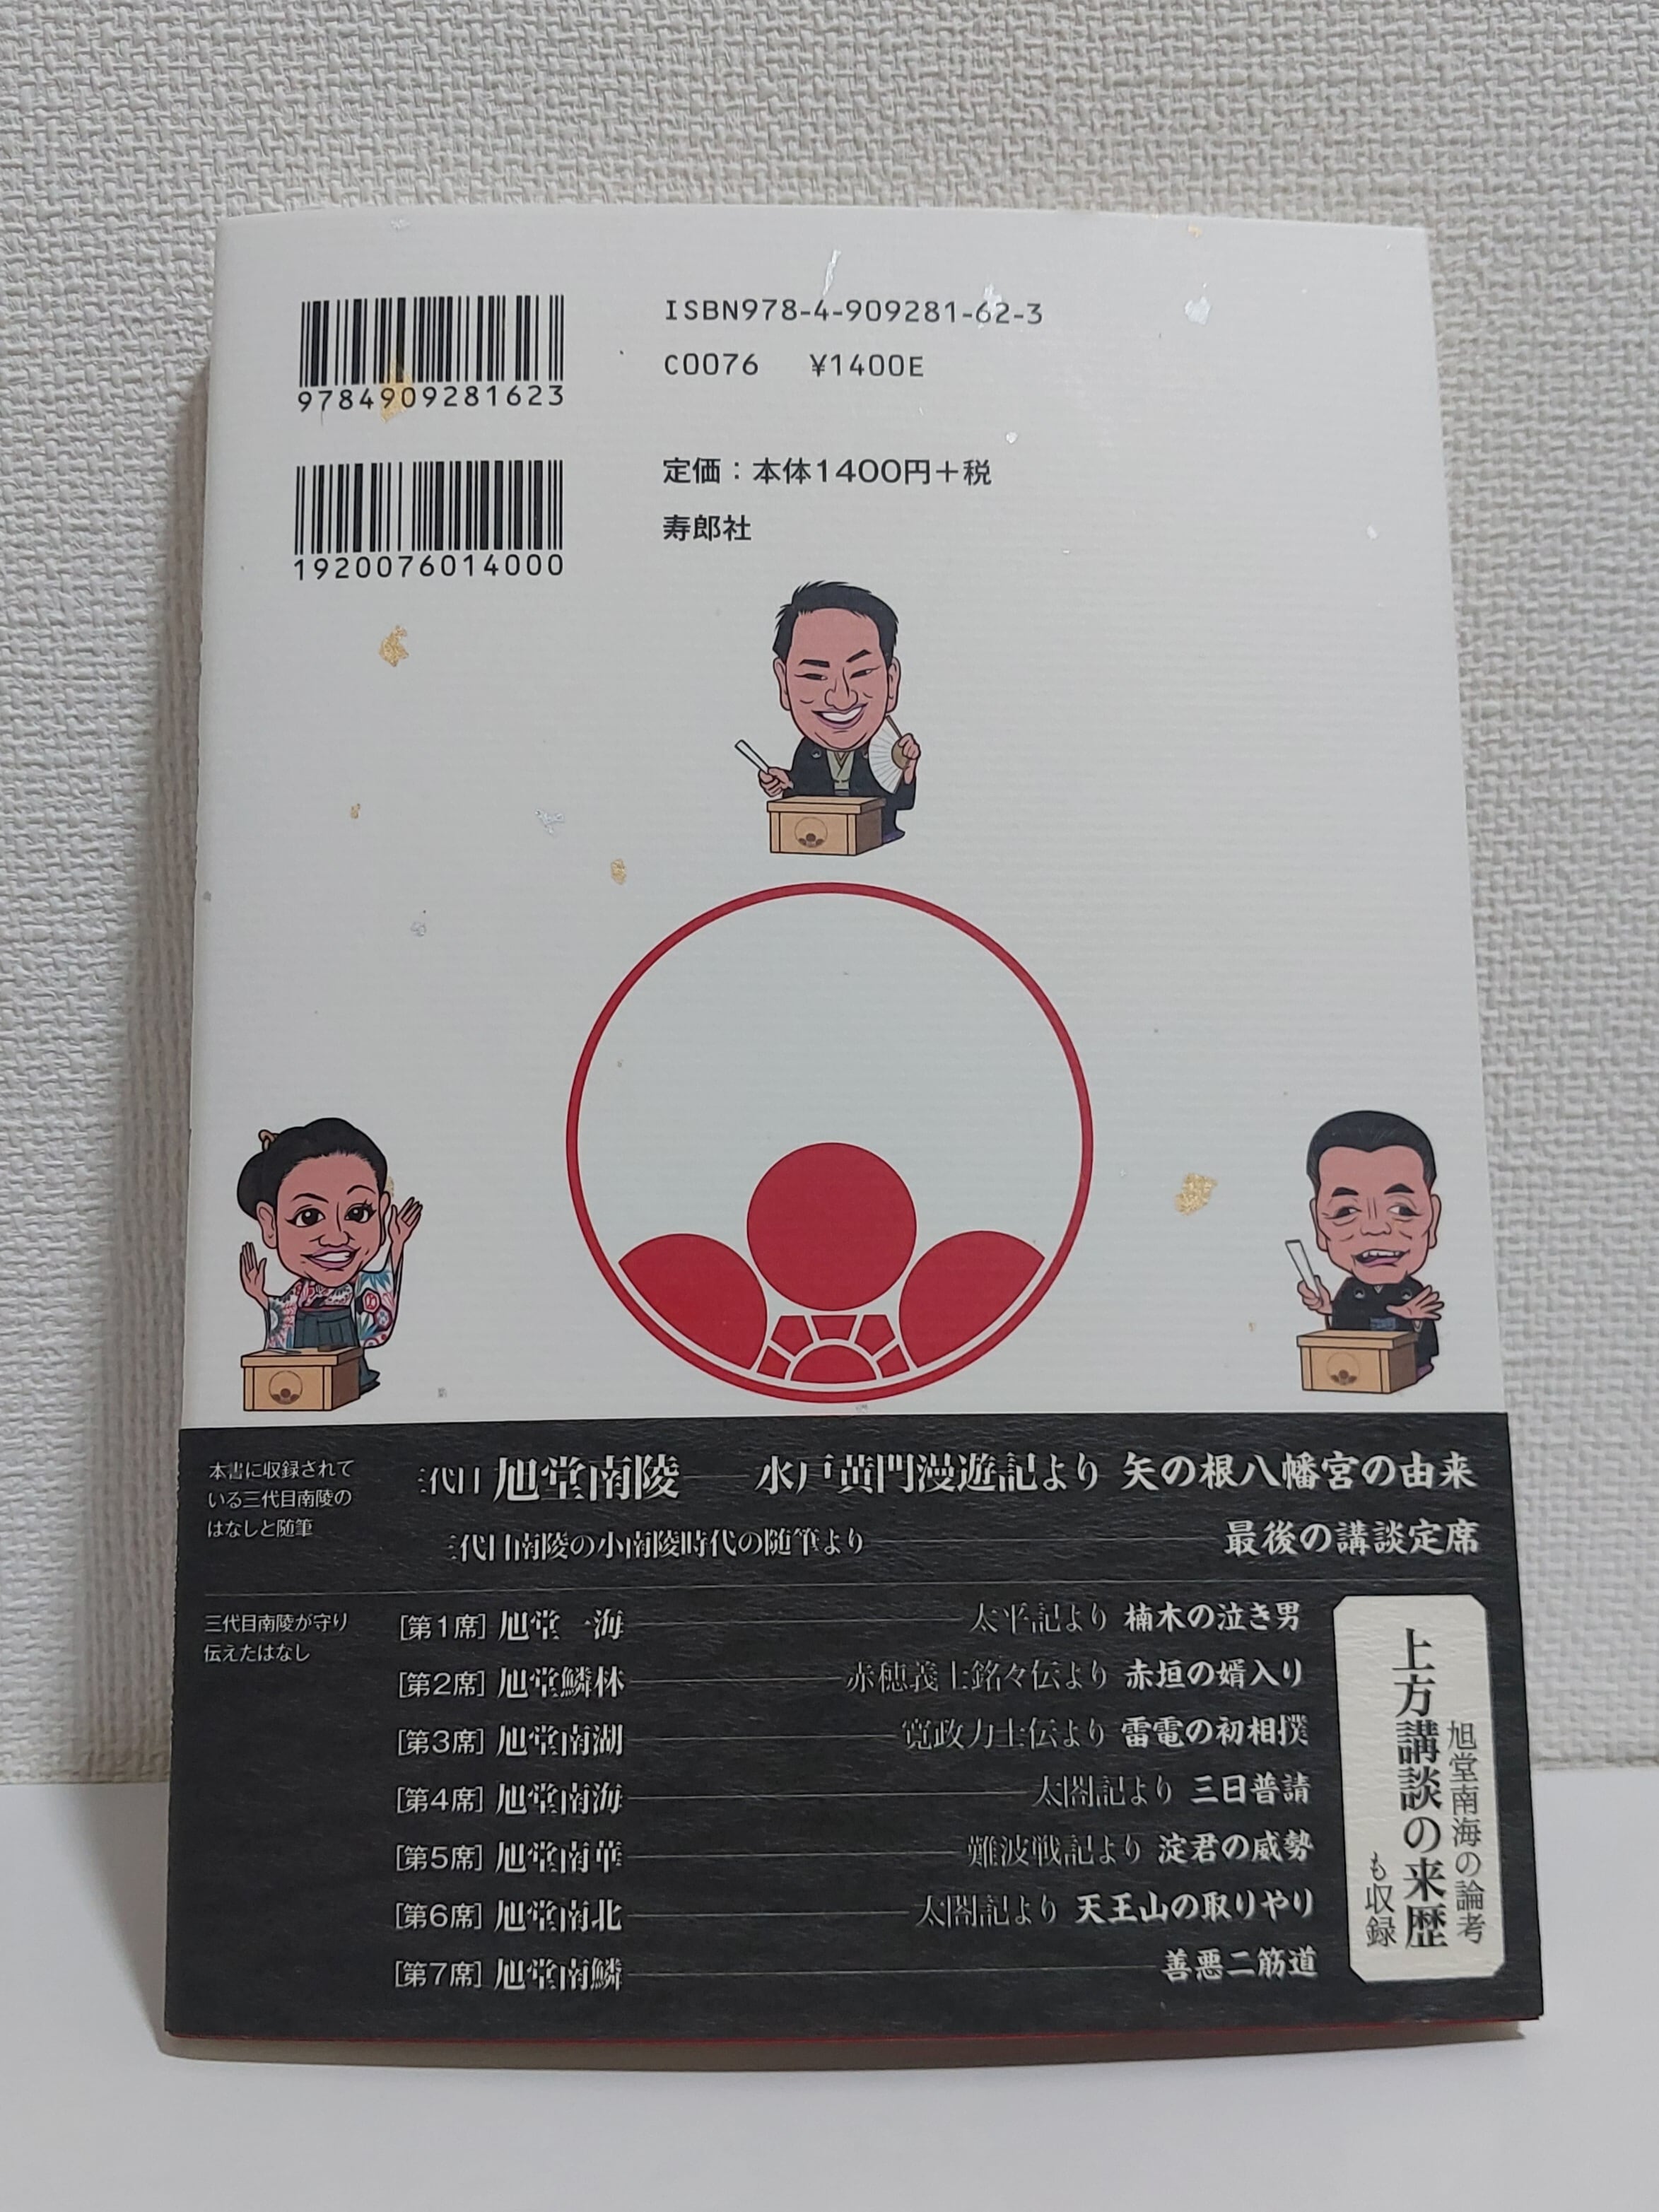 9784909281623
ISBN978-4-909281-62-3
C0076 ¥1400E
1920076014000
定価：本体1400円＋税
寿郎社
本書に収録されて
いる三代目南陵の
はなしと随筆
三代目 旭堂南陵——水戸黄門漫遊記より 矢の根八幡宮の由来
三代目南陵の小南陵時代の随筆より——最後の講談定席
三代目南陵が守り
伝えたはなし
［第1席］旭堂一海——太平記より 楠木の泣き男
［第2席］旭堂鱗林——赤穂義士銘々伝より 赤垣の婿入り
［第3席］旭堂南湖——寛政力士伝より 雷電の初相撲
［第4席］旭堂南海——太閤記より 三日普請
［第5席］旭堂南華——難波戦記より 淀君の威勢
［第6席］旭堂南北——太閤記より 天王山の取りやり
［第7席］旭堂南鱗——善悪二筋道
旭堂南海の論考
上方講談の来歴
も収録